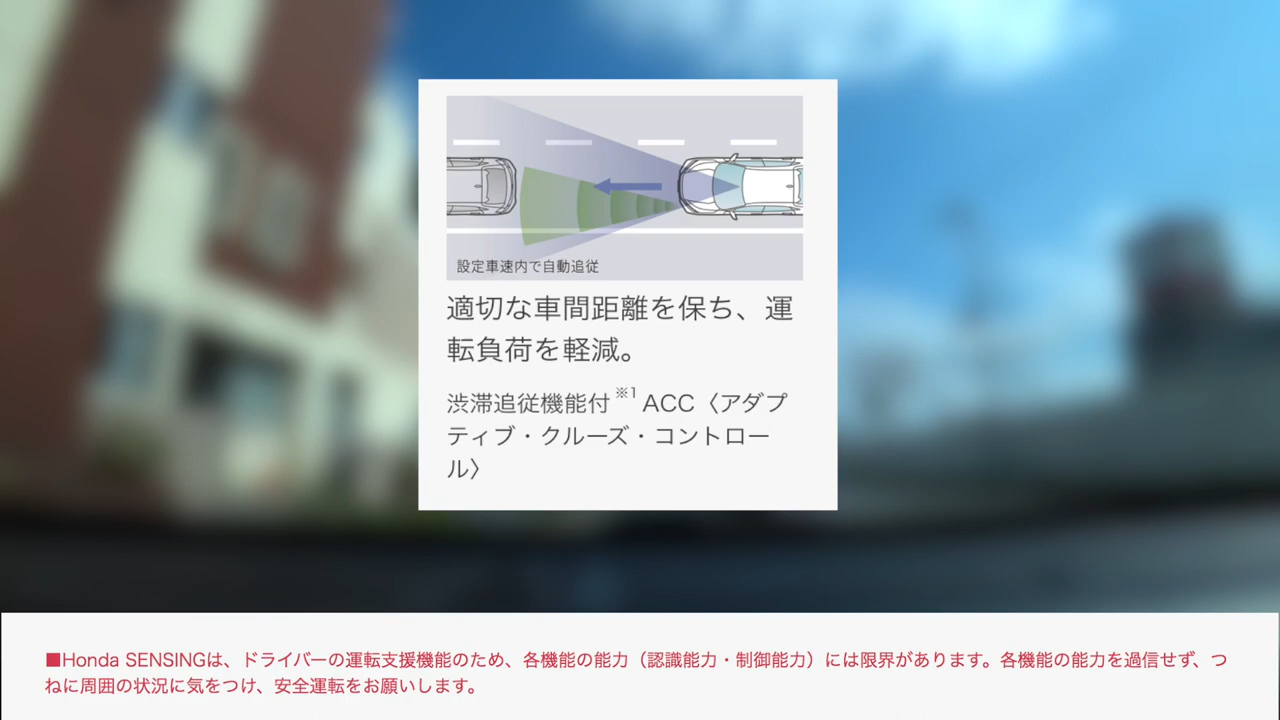 設定車速内で自動追従
適切な車間距離を保ち、運
転負荷を軽減。
渋滞追従機能付※1 ACC〈アダプ
ティブ・クルーズ・コントロー
ル〉
■Honda SENSINGは、ドライバーの運転支援機能のため、各機能の能力（認識能力・制御能力）には限界があります。各機能の能力を過信せず、つ
ねに周囲の状況に気をつけ、安全運転をお願いします。